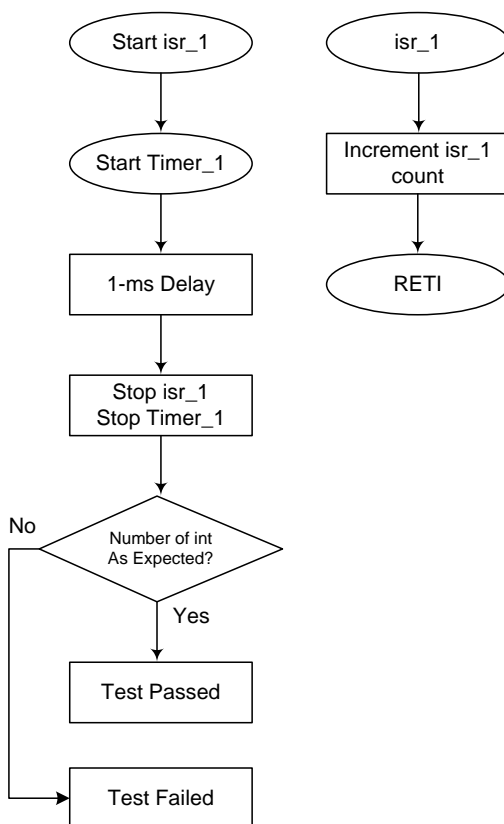 Start isr_1
Start Timer_1
1-ms Delay
Stop isr_1
Stop Timer_1
Number of int
As Expected?
No
Yes
Test Passed
Test Failed
isr_1
Increment isr_1
count
RETI